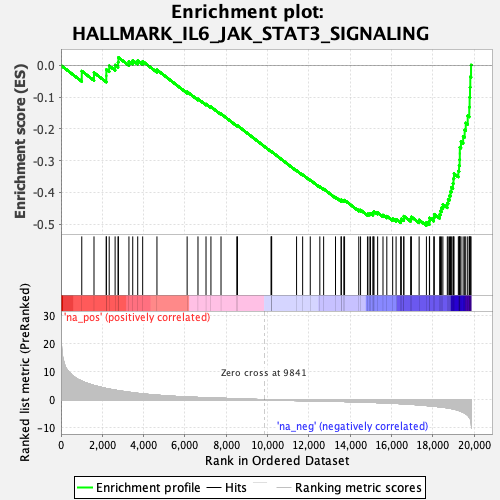 Enrichment plot:
HALLMARK_IL6_JAK_STAT3_SIGNALING
Enrichment score (ES)
0.0
-0.1
-0.2
-0.3
-0.4
-0.5
Ranked list metric (PreRanked)
'na_pos' (positively correlated)
30
20
10
0
-10
Zero cross at 9841
'na_neg' (negatively correlated)
0
2,000
4,000
6,000
8,000
10,000
12,000
14,000
16,000
18,000
20,000
Rank in Ordered Dataset
Enrichment profile
Hits
Ranking metric scores